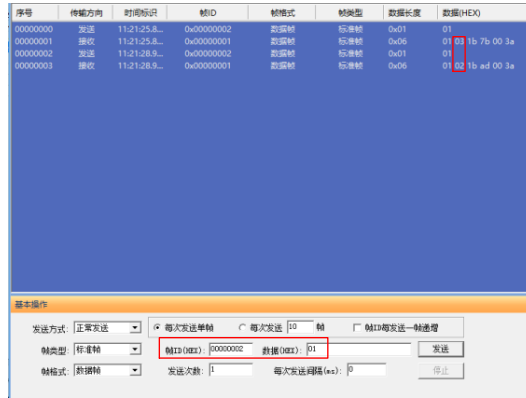 序号 传输方向 时间标识 帧ID 帧格式 帧类型 数据长度 数据(HEX)
00000000 发送 11:21:25.8... 0x00000002 数据帧 标准帧 0x01 01
00000001 接收 11:21:25.8... 0x00000001 数据帧 标准帧 0x06 01 03 1b 7b 00 3a
00000002 发送 11:21:28.9... 0x00000002 数据帧 标准帧 0x01 01
00000003 接收 11:21:28.9... 0x00000001 数据帧 标准帧 0x06 01 02 1b ad 00 3a
基本操作
发送方式: 正常发送 每次发送单帧 每次发送 10 帧 帧ID每发送一帧递增
帧类型: 标准帧 帧ID(HEX): 00000002 数据(HEX): 01 发送
帧格式: 数据帧 发送次数: 1 每次发送间隔(ms): 0 停止